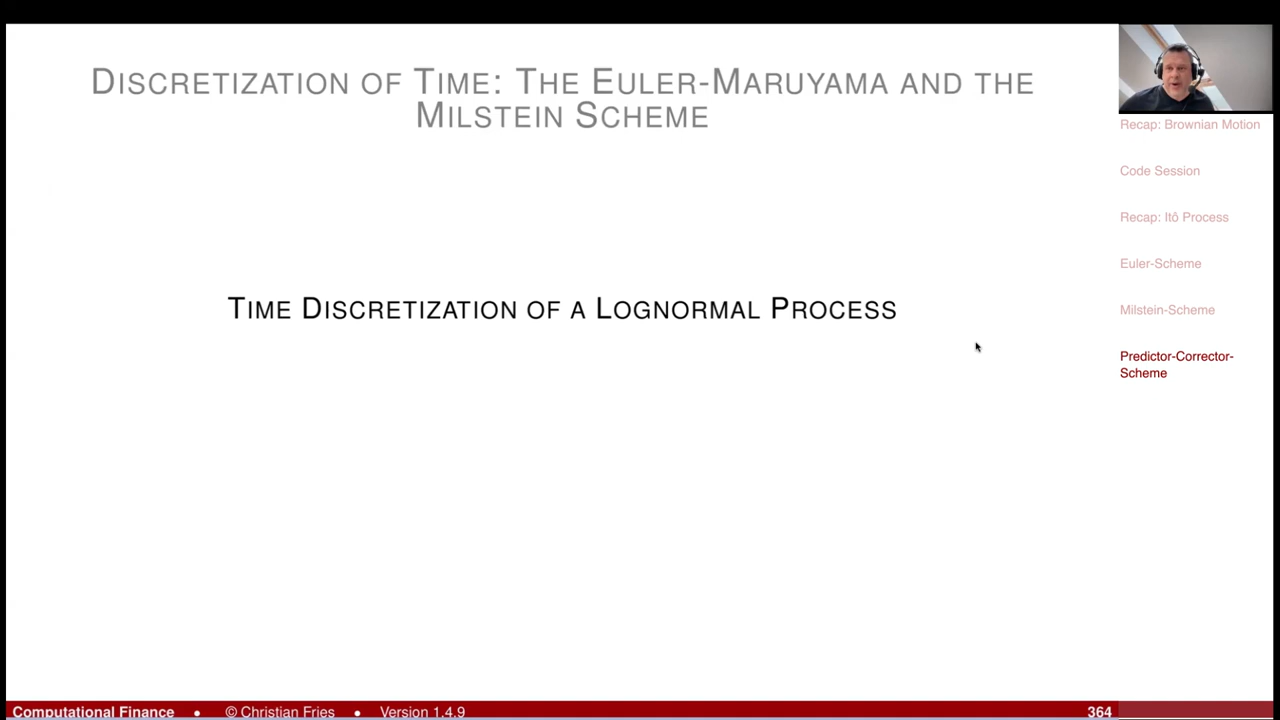 DISCRETIZATION OF TIME: THE EULER-MARUYAMA AND THE
MILSTEIN SCHEME
TIME DISCRETIZATION OF A LOGNORMAL PROCESS
Recap: Brownian Motion
Code Session
Recap: Itô Process
Euler-Scheme
Milstein-Scheme
Predictor-Corrector-
Scheme
Computational Finance • © Christian Fries • Version 1.4.9 364